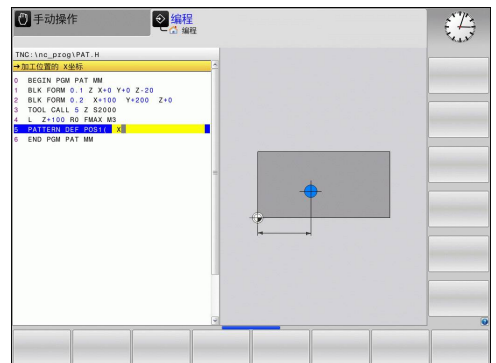 手动操作
编程
编程
TNC:\nc_prog\PAT.H
→加工位置的 X坐标
0 BEGIN PGM PAT MM
1 BLK FORM 0.1 Z X+0 Y+0 Z-20
2 BLK FORM 0.2 X+100 Y+200 Z+0
3 TOOL CALL 5 Z S2000
4 L Z+100 R0 FMAX M3
5 PATTERN DEF POS1( X
6 END PGM PAT MM